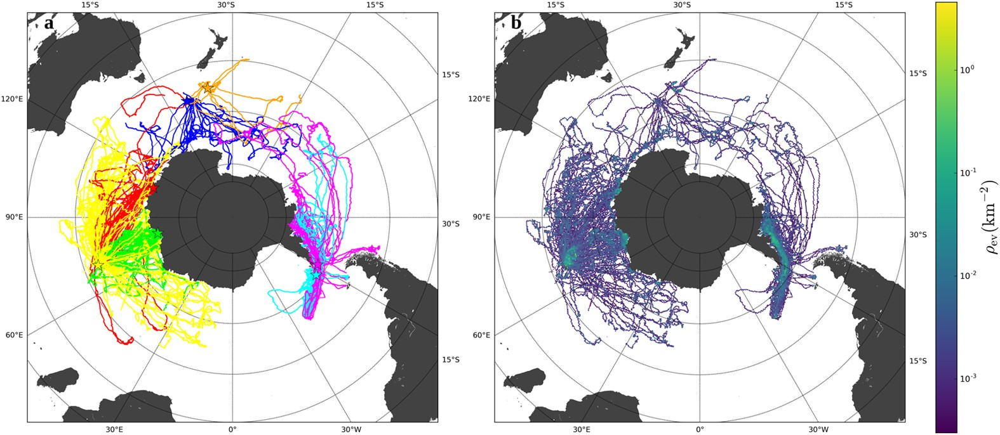 15°S 30°S 15°S 15°S 30°S 15°S
a b
15°S 15°S 10⁰
120°E 120°E
10⁻¹
90°E 30°S 90°E 30°S ρev (km⁻²)
10⁻²
60°E 60°E
15°S 15°S 10⁻³
30°E 0° 30°W 30°E 0° 30°W